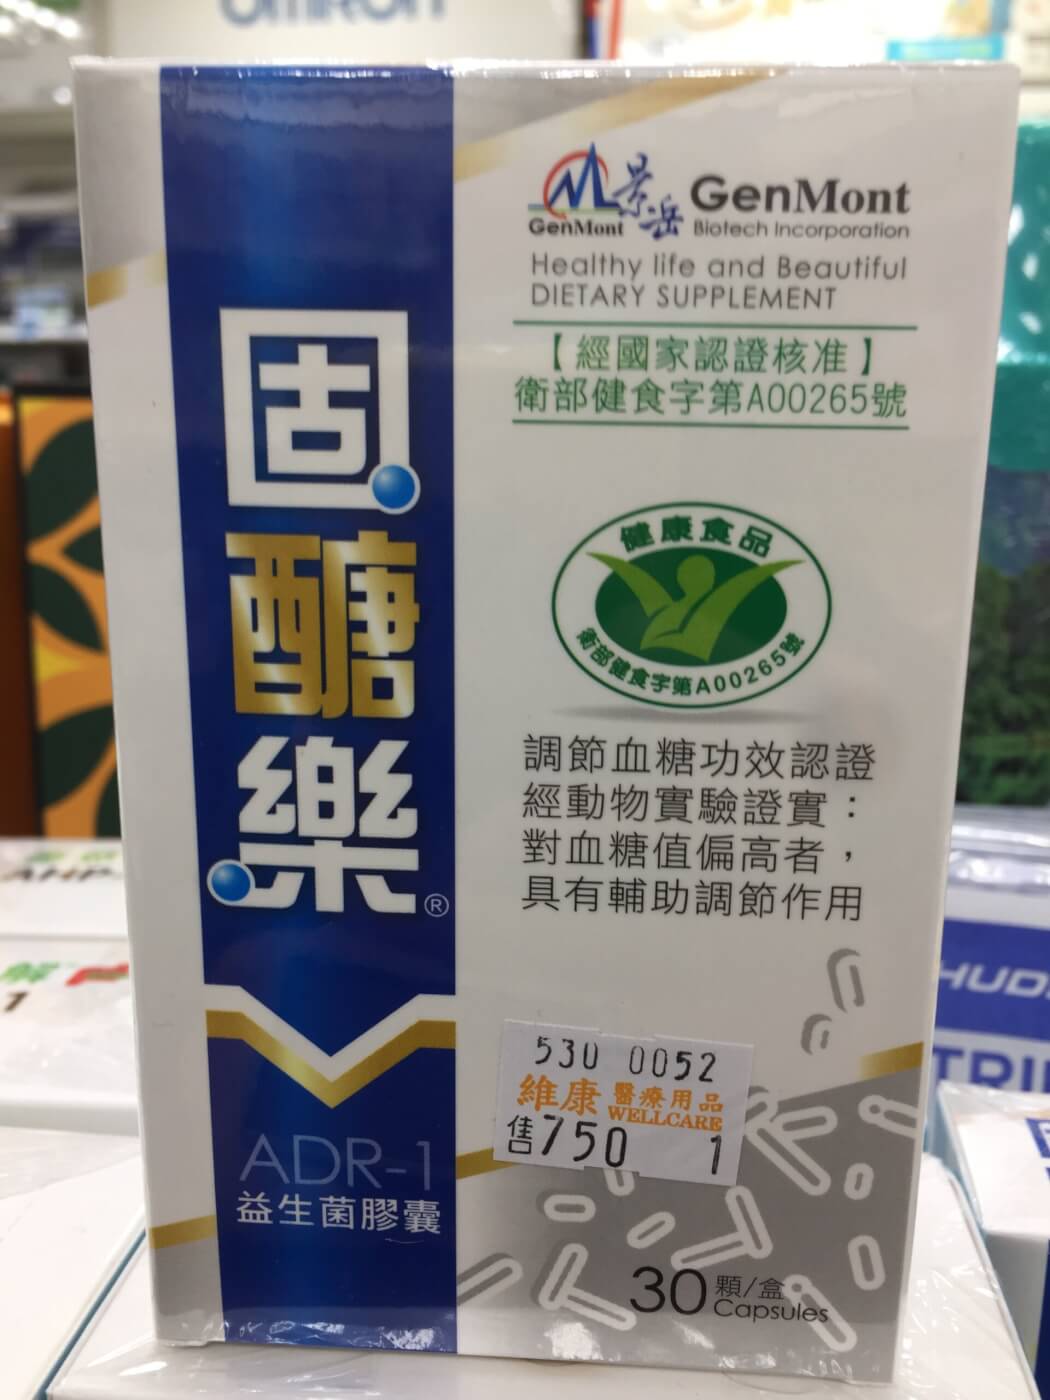 OMRON
景岳
GenMont
GenMont
Biotech Incorporation
Healthy life and Beautiful
DIETARY SUPPLEMENT
【經國家認證核准】
衛部健食字第A00265號
固醣樂®
健康食品
衛部健食字第A00265號
調節血糖功效認證
經動物實驗證實：
對血糖值偏高者，
具有輔助調節作用
530 0052
維康 醫療用品
WELLCARE
售750 1
ADR-1
益生菌膠囊
30顆/盒
Capsules
AHP
1
HUD
TRI